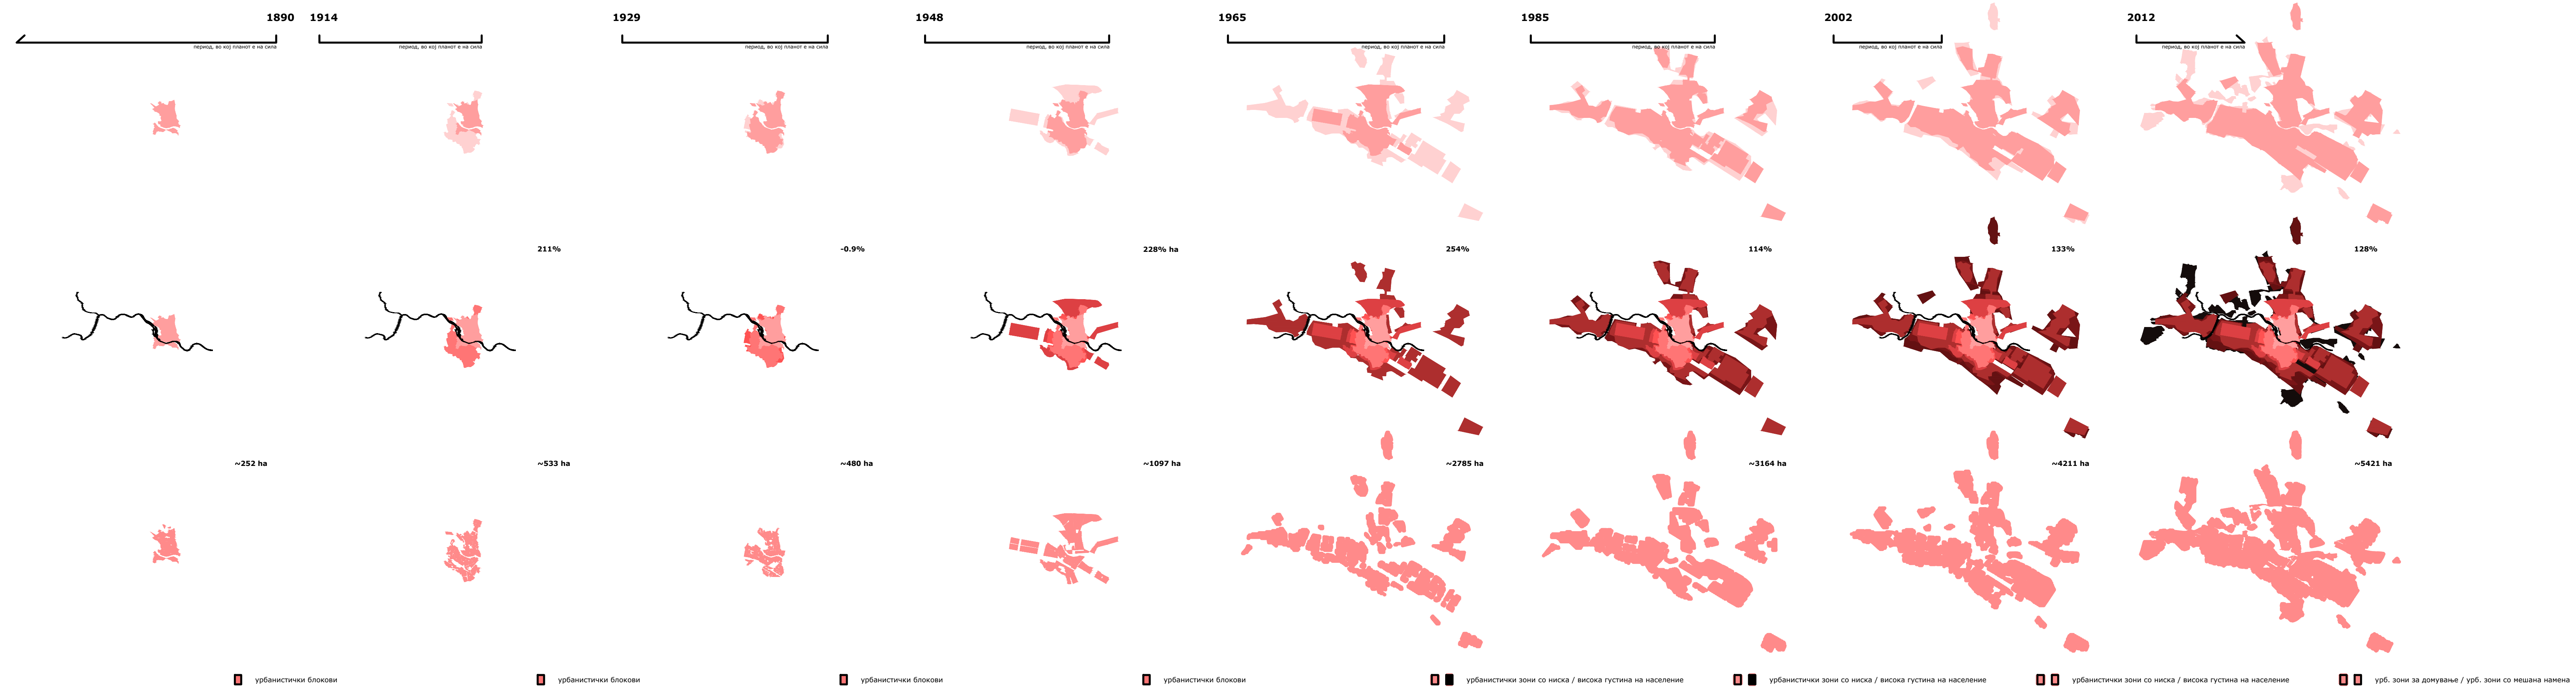 1890 1914 1929 1948 1965 1985 2002 2012
период, во кој планот е на сила период, во кој планот е на сила период, во кој планот е на сила период, во кој планот е на сила период, во кој планот е на сила период, во кој планот е на сила период, во кој планот е на сила период, во кој планот е на сила
211% -0.9% 228% ha 254% 114% 133% 128%
~252 ha ~533 ha ~480 ha ~1097 ha ~2785 ha ~3164 ha ~4211 ha ~5421 ha
урбанистички блокови урбанистички блокови урбанистички блокови урбанистички блокови урбанистички зони со ниска / висока густина на население урбанистички зони со ниска / висока густина на население урбанистички зони со ниска / висока густина на население урб. зони за домување / урб. зони со мешана намена